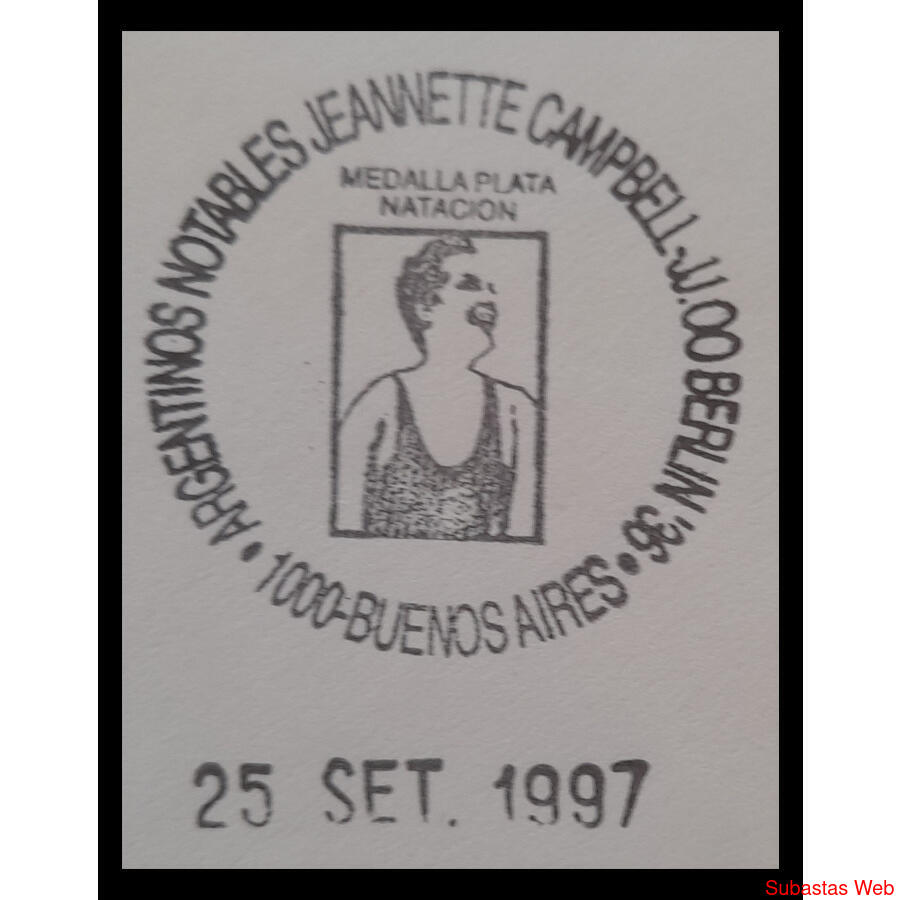 ARGENTINOS NOTABLES JEANNETTE CAMPBELL-JJ.OO BERLIN '36
MEDALLA PLATA
NATACION
• 1000-BUENOS AIRES •
25 SET. 1997
Subastas Web